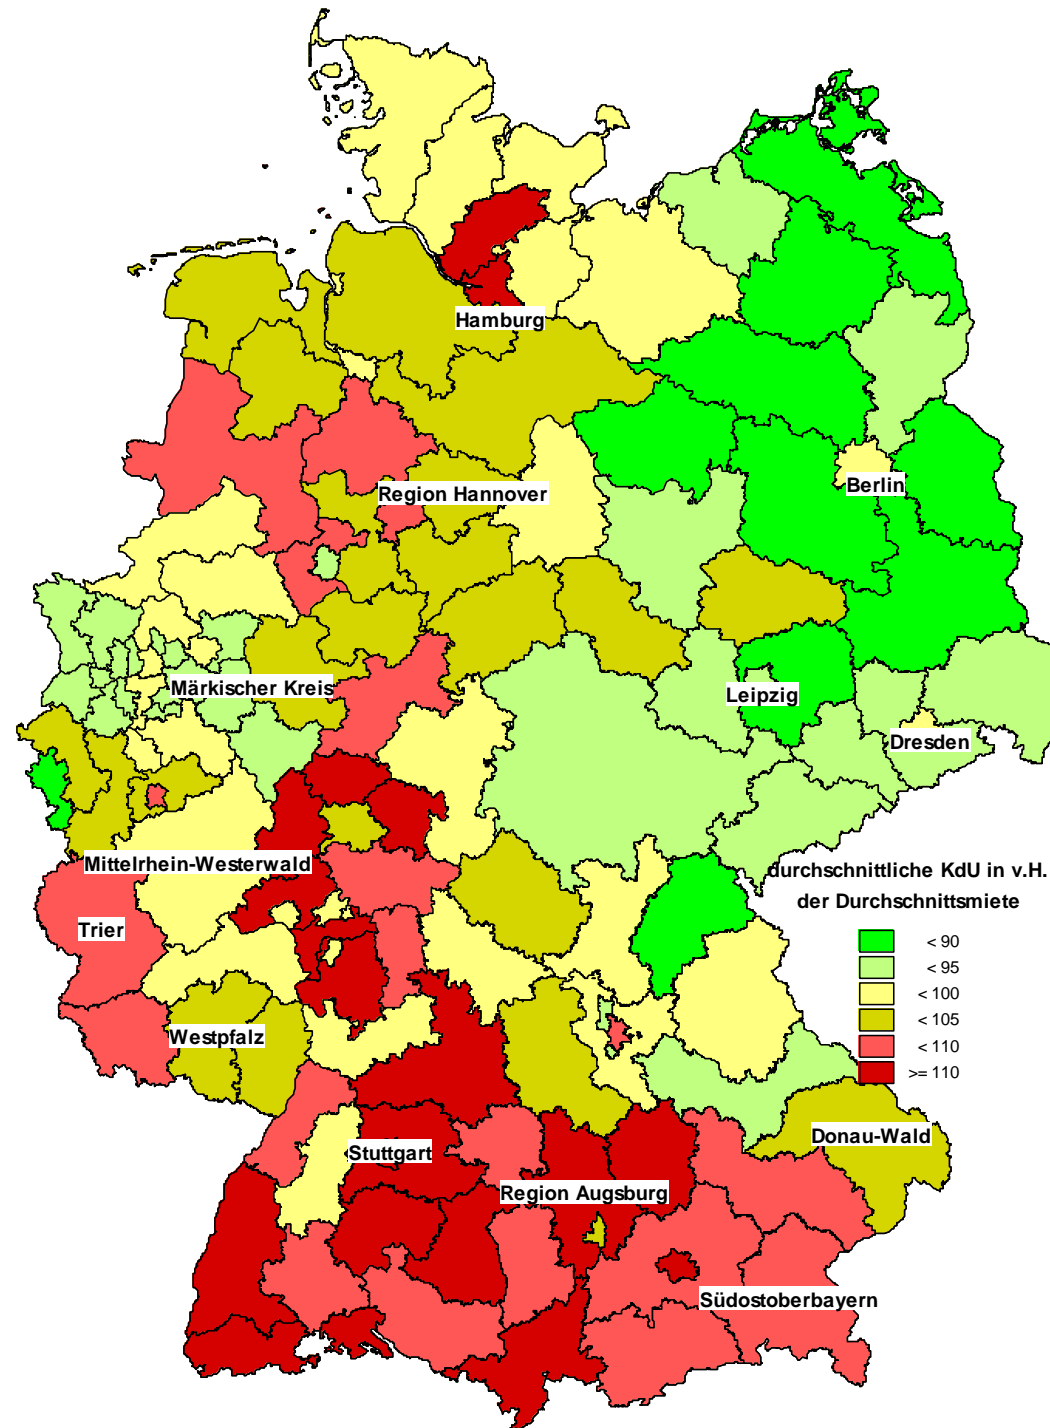 Hamburg
Berlin
Region Hannover
Märkischer Kreis
Leipzig
Dresden
Mittelrhein-Westerwald
durchschnittliche KdU in v.H.
der Durchschnittsmiete
Trier
< 90
< 95
< 100
< 105
< 110
>= 110
Westpfalz
Donau-Wald
Stuttgart
Region Augsburg
Südostoberbayern